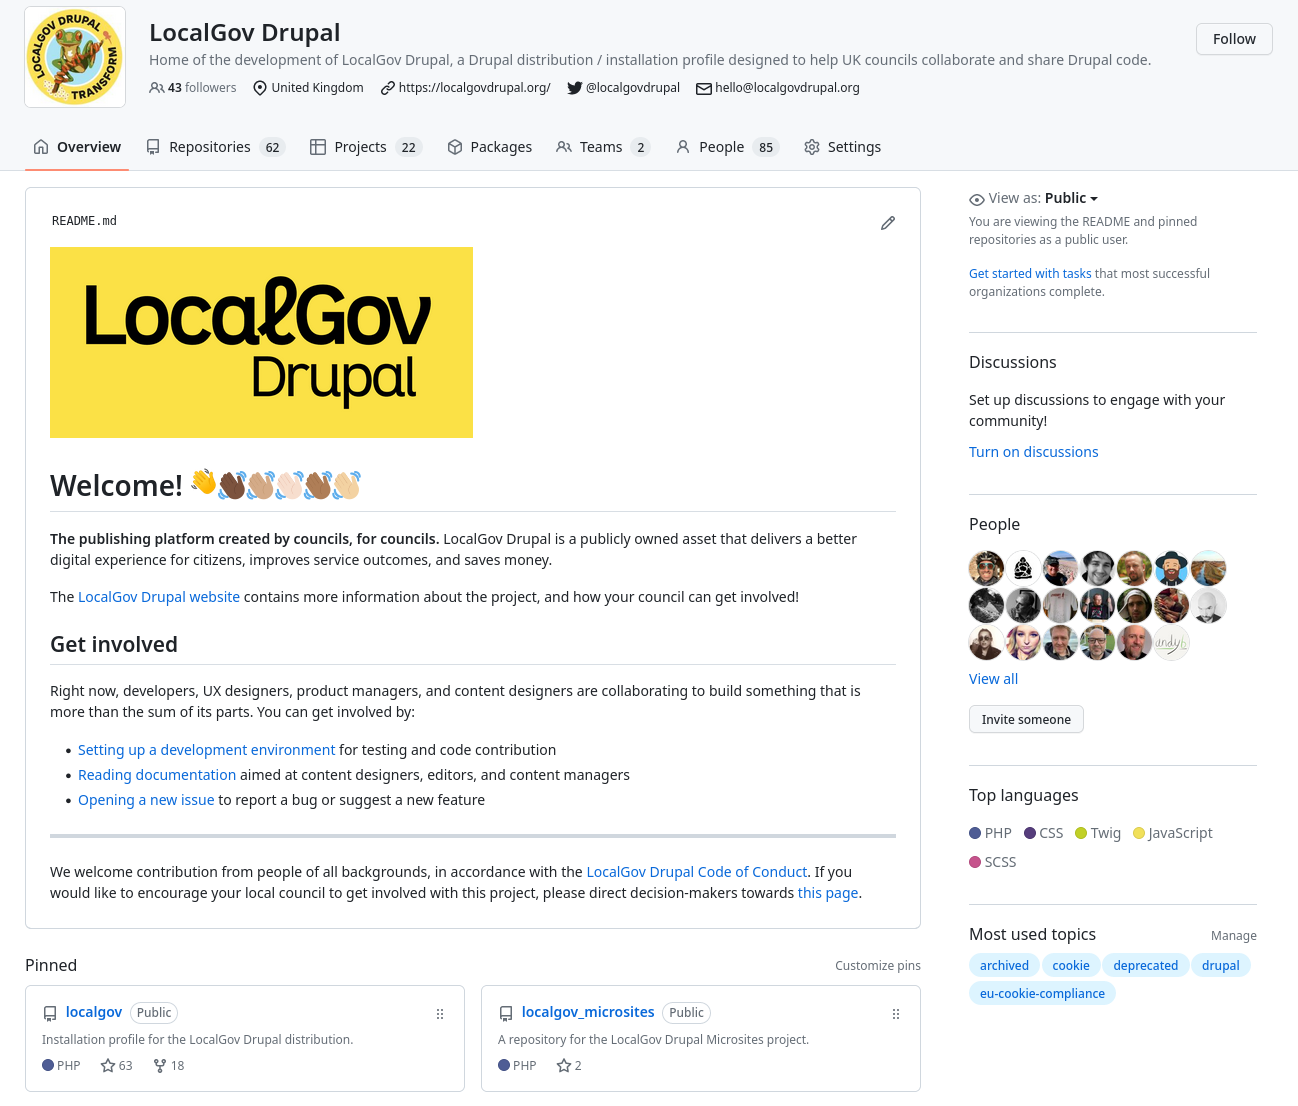 LOCALGOV DRUPAL
TRANSFORM
LocalGov Drupal
Home of the development of LocalGov Drupal, a Drupal distribution / installation profile designed to help UK councils collaborate and share Drupal code.
43 followers United Kingdom https://localgovdrupal.org/ @localgovdrupal hello@localgovdrupal.org
Follow
Overview Repositories 62 Projects 22 Packages Teams 2 People 85 Settings
README.md
LocalGov
Drupal
Welcome!
The publishing platform created by councils, for councils. LocalGov Drupal is a publicly owned asset that delivers a better
digital experience for citizens, improves service outcomes, and saves money.
The LocalGov Drupal website contains more information about the project, and how your council can get involved!
Get involved
Right now, developers, UX designers, product managers, and content designers are collaborating to build something that is
more than the sum of its parts. You can get involved by:
• Setting up a development environment for testing and code contribution
• Reading documentation aimed at content designers, editors, and content managers
• Opening a new issue to report a bug or suggest a new feature
We welcome contribution from people of all backgrounds, in accordance with the LocalGov Drupal Code of Conduct. If you
would like to encourage your local council to get involved with this project, please direct decision-makers towards this page.
Pinned
Customize pins
localgov Public
Installation profile for the LocalGov Drupal distribution.
PHP 63 18
localgov_microsites Public
A repository for the LocalGov Drupal Microsites project.
PHP 2
View as: Public
You are viewing the README and pinned
repositories as a public user.
Get started with tasks that most successful
organizations complete.
Discussions
Set up discussions to engage with your
community!
Turn on discussions
People
andyb
View all
Invite someone
Top languages
PHP CSS Twig JavaScript
SCSS
Most used topics
Manage
archived cookie deprecated drupal
eu-cookie-compliance